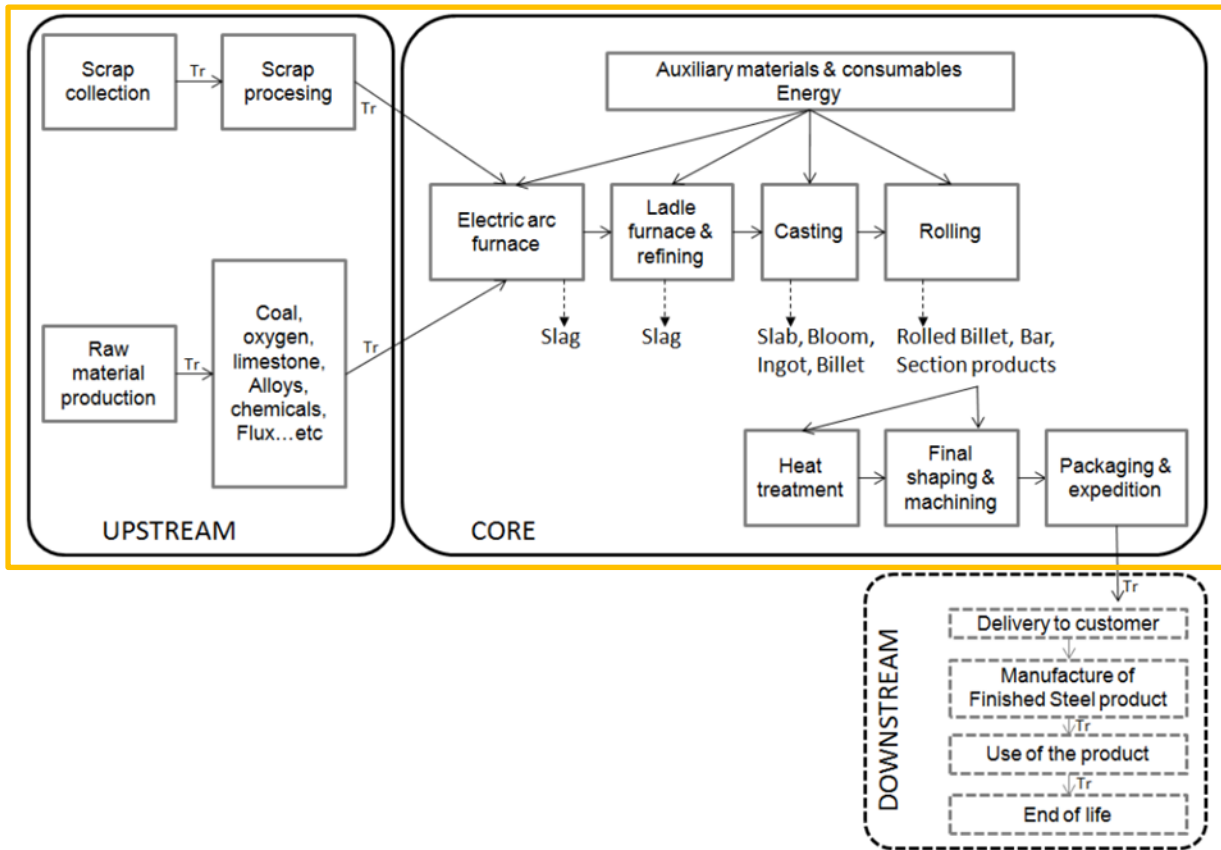 Scrap
collection
Tr
Scrap
procesing
Tr
Raw
material
production
Tr
Coal,
oxygen,
limestone,
Alloys,
chemicals,
Flux...etc
Tr
UPSTREAM
Auxiliary materials & consumables
Energy
Electric arc
furnace
Ladle
furnace &
refining
Casting
Rolling
Slag
Slag
Slab, Bloom,
Ingot, Billet
Rolled Billet, Bar,
Section products
Heat
treatment
Final
shaping &
machining
Packaging &
expedition
CORE
Tr
DOWNSTREAM
Delivery to customer
Manufacture of
Finished Steel product
Tr
Use of the product
Tr
End of life